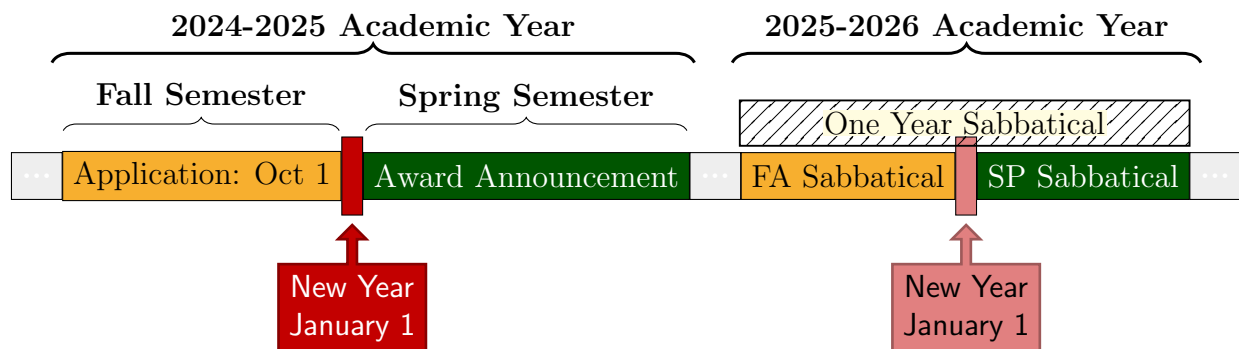 2024-2025 Academic Year
2025-2026 Academic Year
Fall Semester
Spring Semester
One Year Sabbatical
...
Application: Oct 1
Award Announcement
...
FA Sabbatical
SP Sabbatical
...
New Year
January 1
New Year
January 1